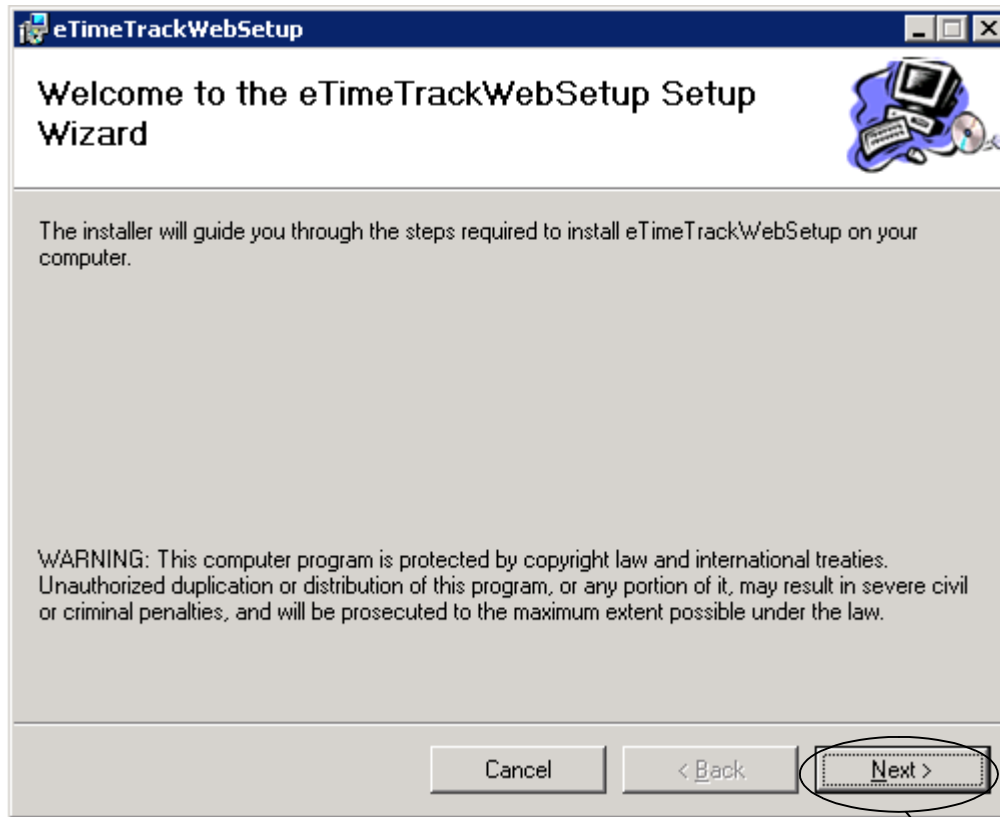 eTimeTrackWebSetup
Welcome to the eTimeTrackWebSetup Setup
Wizard
The installer will guide you through the steps required to install eTimeTrackWebSetup on your
computer.
WARNING: This computer program is protected by copyright law and international treaties.
Unauthorized duplication or distribution of this program, or any portion of it, may result in severe civil
or criminal penalties, and will be prosecuted to the maximum extent possible under the law.
Cancel < Back Next >